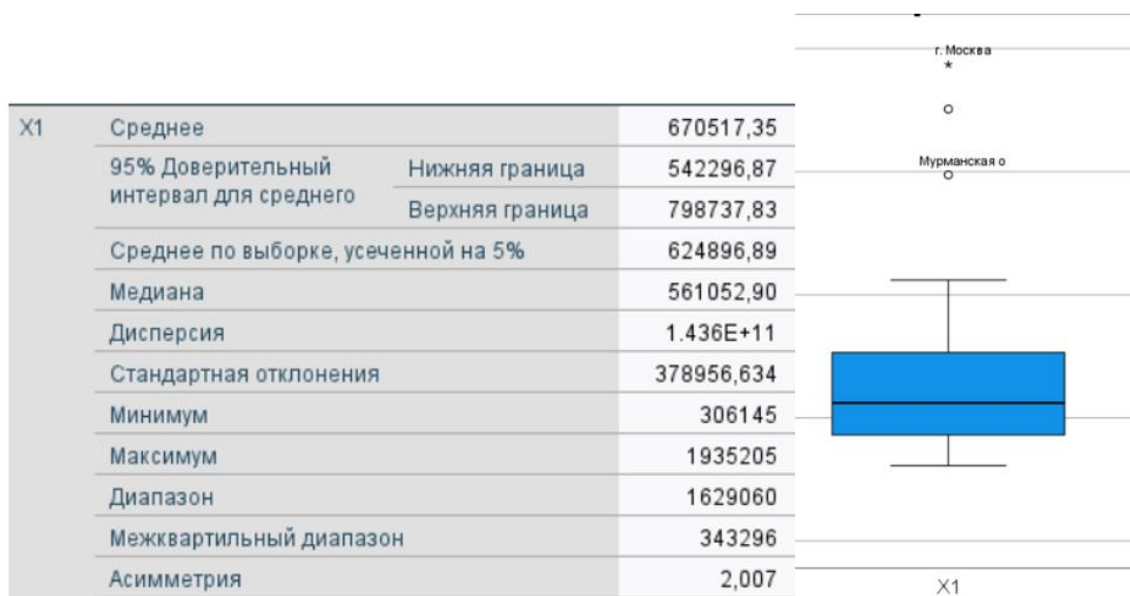 г. Москва
*
Мурманская о
X1
X1 Среднее 670517,35
95% Доверительный интервал для среднего Нижняя граница 542296,87
Верхняя граница 798737,83
Среднее по выборке, усеченной на 5% 624896,89
Медиана 561052,90
Дисперсия 1.436E+11
Стандартная отклонения 378956,634
Минимум 306145
Максимум 1935205
Диапазон 1629060
Межквартильный диапазон 343296
Асимметрия 2,007